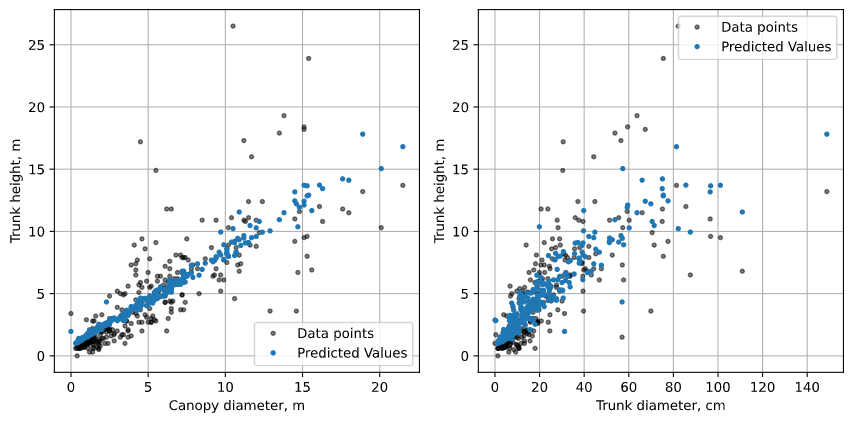 Trunk height, m
25
20
15
10
5
0
0 5 10 15 20
Canopy diameter, m
Data points
Predicted Values
Trunk height, m
25
20
15
10
5
0
0 20 40 60 80 100 120 140
Trunk diameter, cm
Data points
Predicted Values